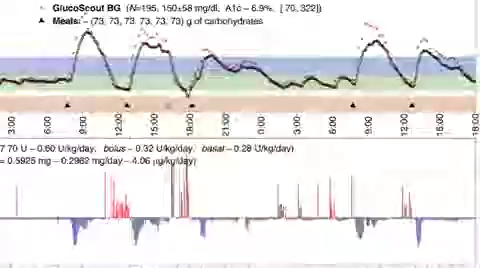 GlucoScout BG (N=195, 150±58 mg/dl, A1c – 6.9%, [ 70, 322])
Meals: – (73, 73, 73, 73, 73, 73) g of carbohydrates
3:00 6:00 9:00 12:00 15:00 18:00 21:00 0:00 3:00 6:00 9:00 12:00 15:00 18:00
7 70 U – 0.60 U/kg/day, bolus – 0.32 U/kg/day, basal – 0.28 U/kg/day)
– 0.5925 mg – 0.2962 mg/day – 4.06 µg/kg/day)